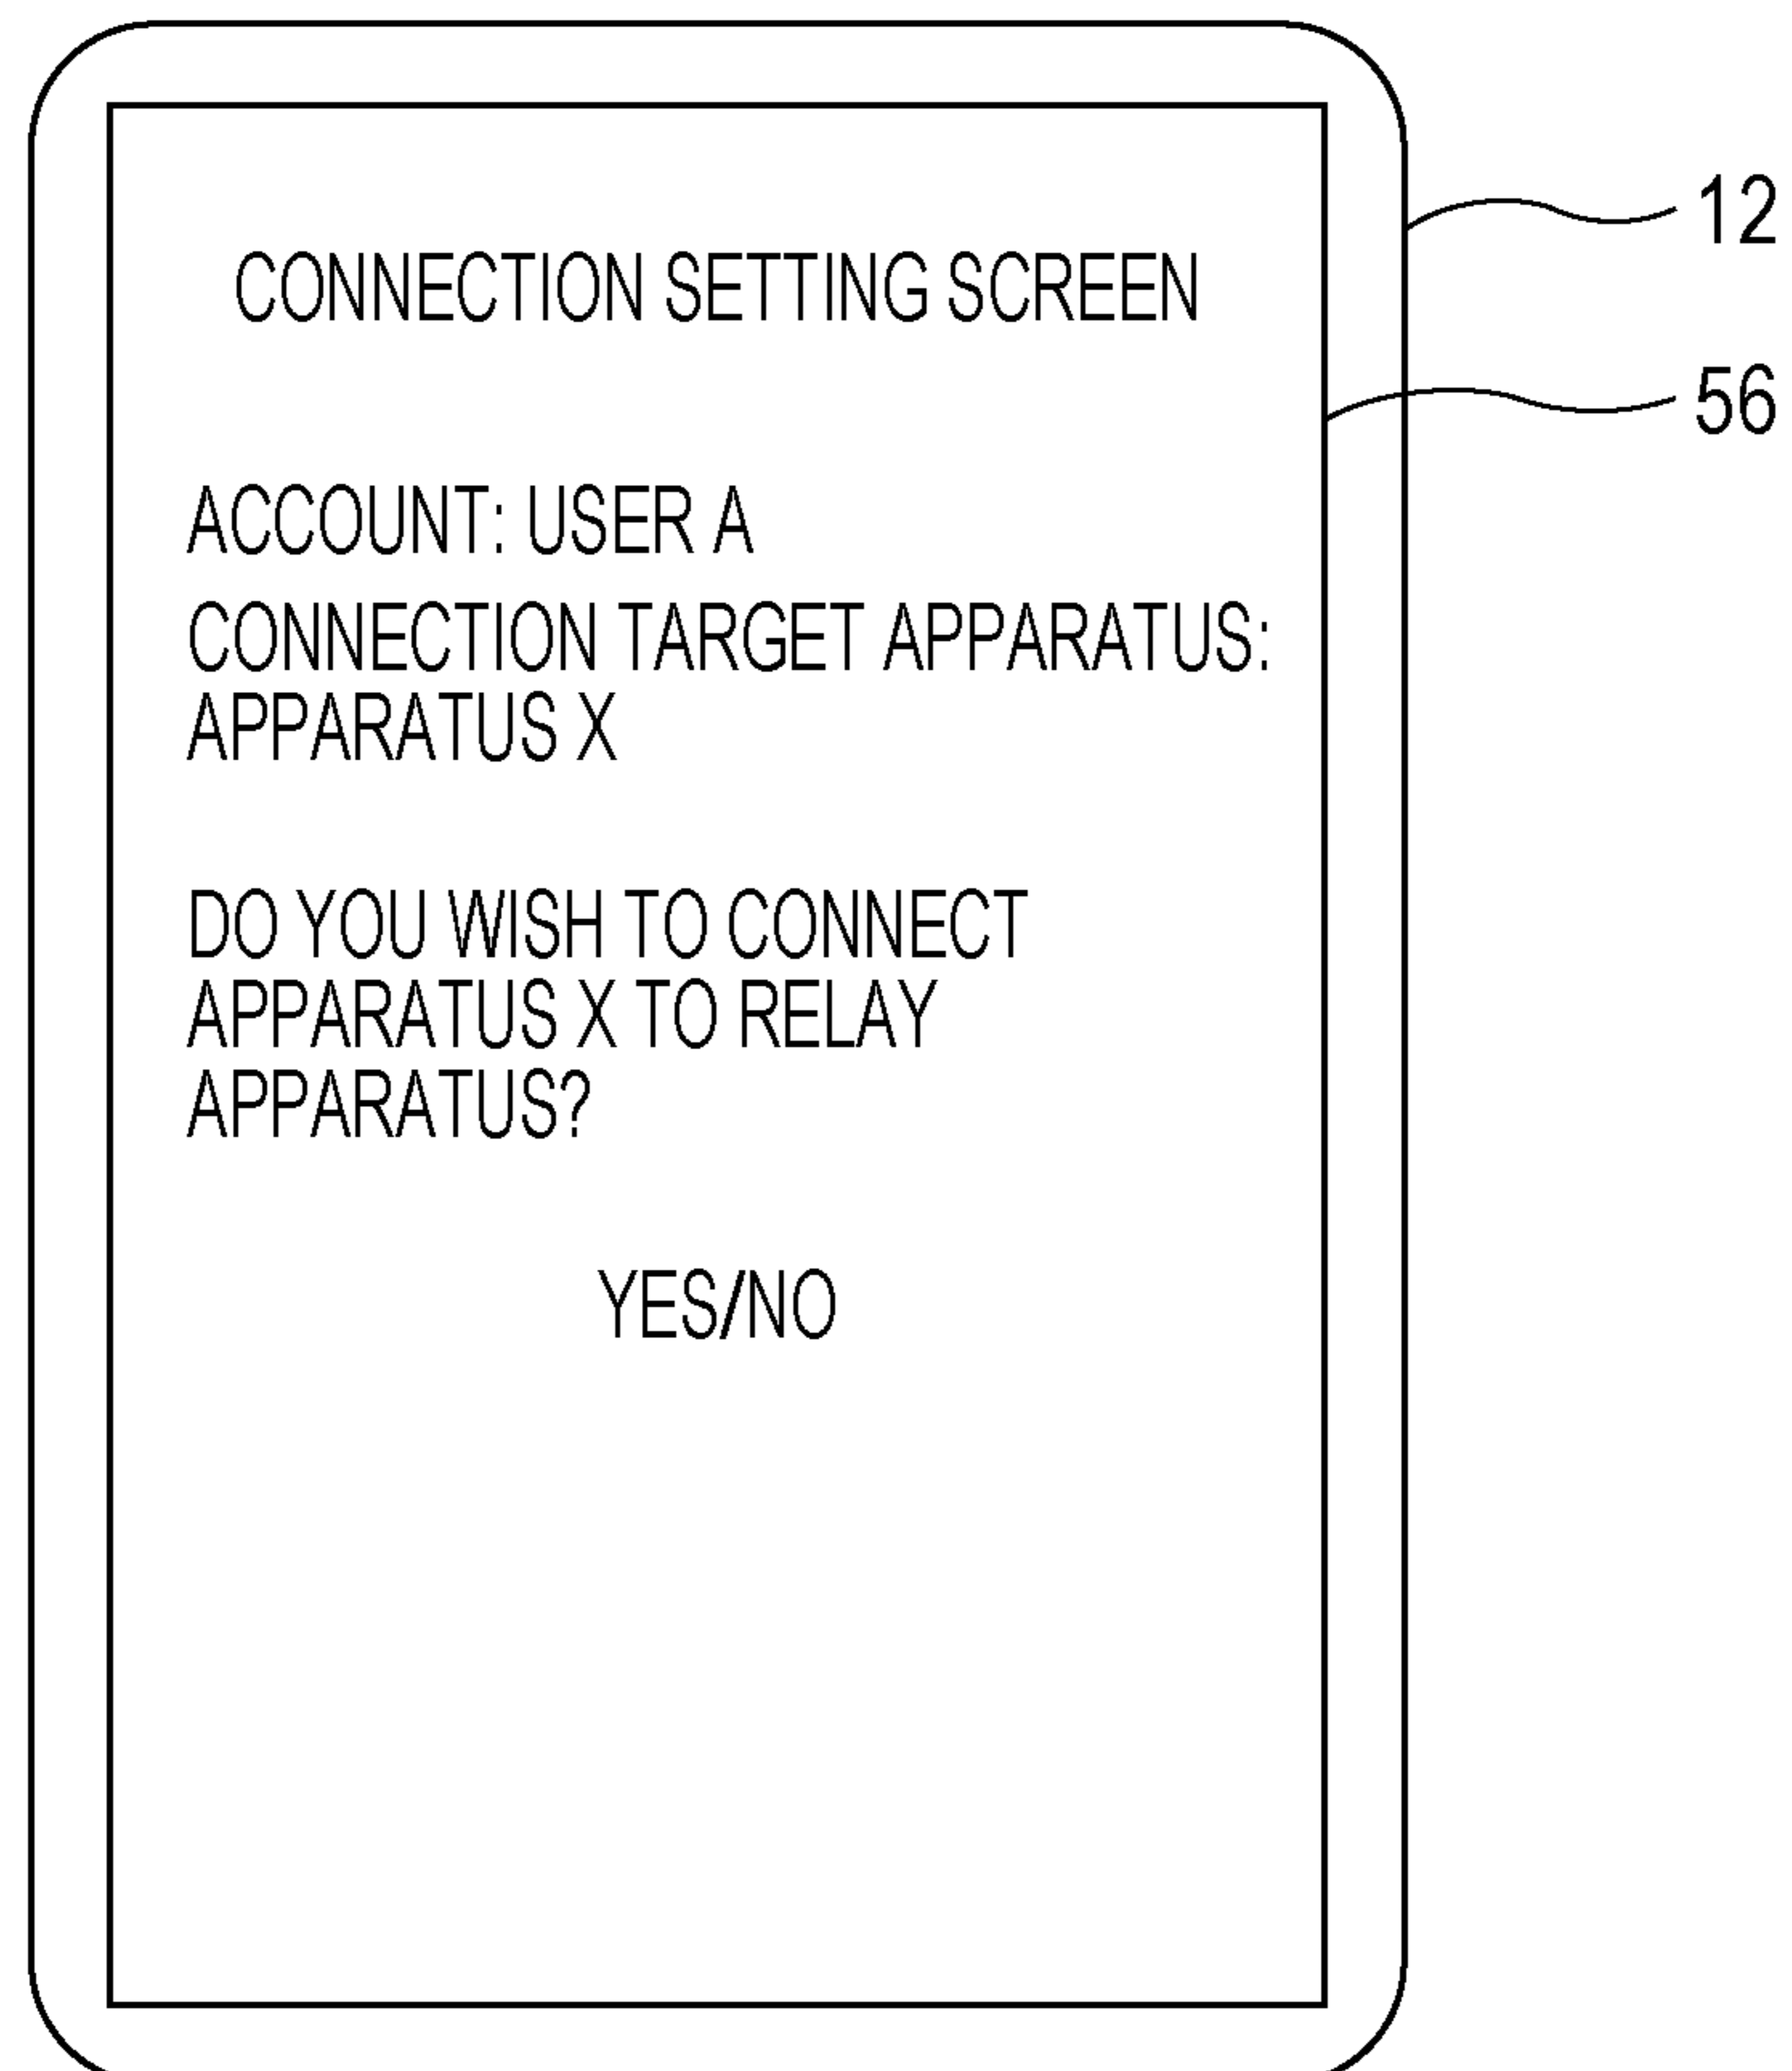 CONNECTION SETTING SCREEN
12
56
ACCOUNT: USER A
CONNECTION TARGET APPARATUS:
APPARATUS X
DO YOU WISH TO CONNECT
APPARATUS X TO RELAY
APPARATUS?
YES/NO